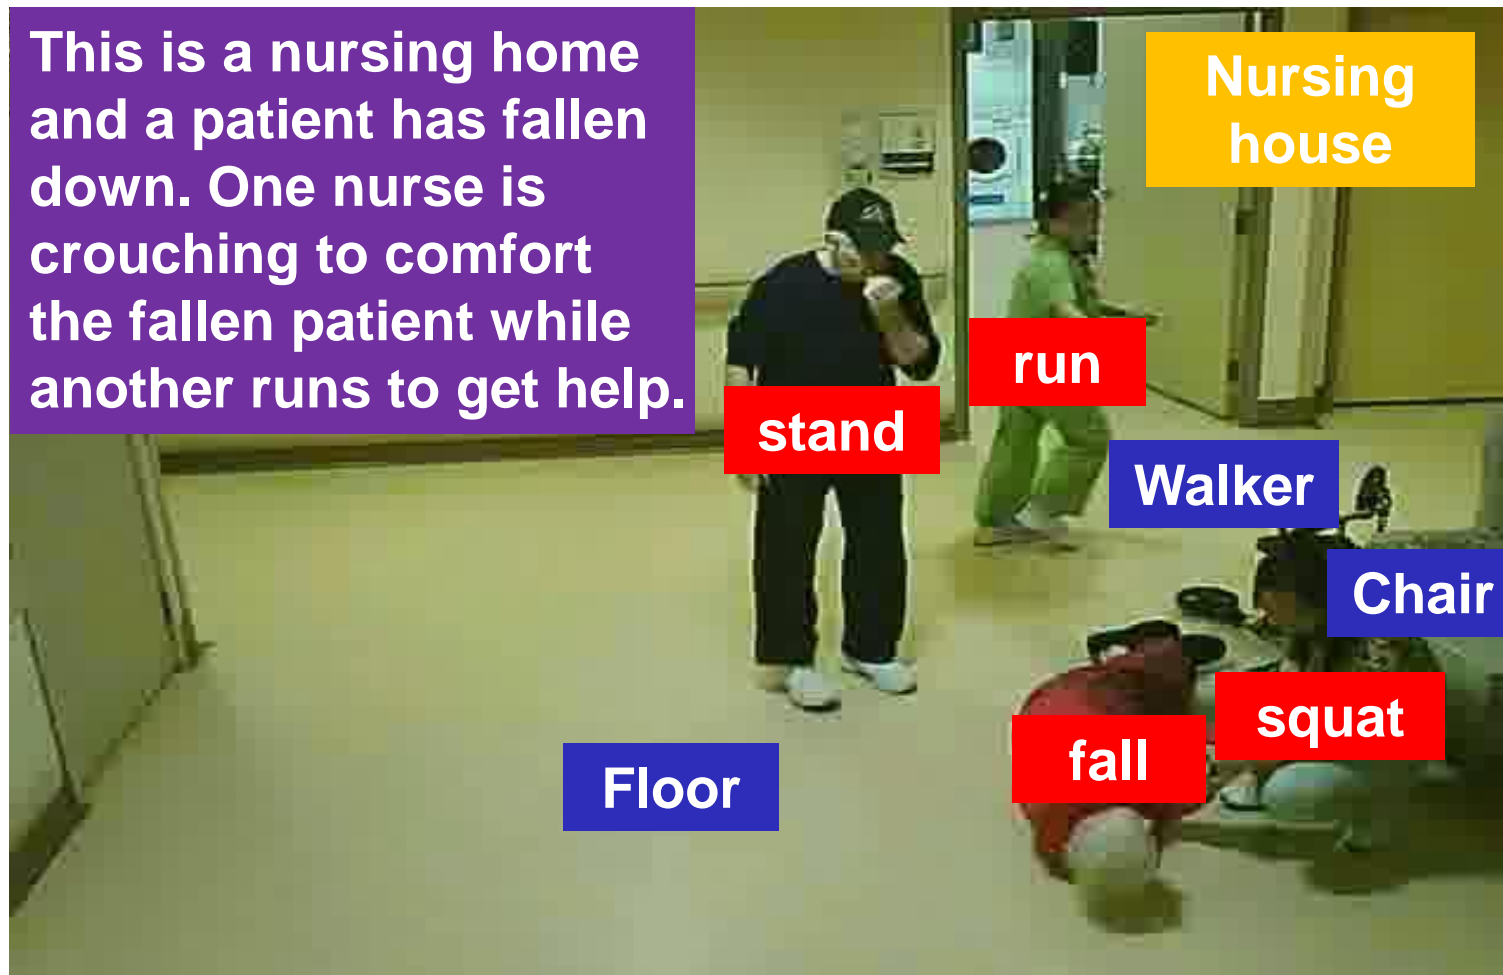 This is a nursing home
and a patient has fallen
down. One nurse is
crouching to comfort
the fallen patient while
another runs to get help.
Nursing
house
run
stand
Walker
Chair
squat
fall
Floor